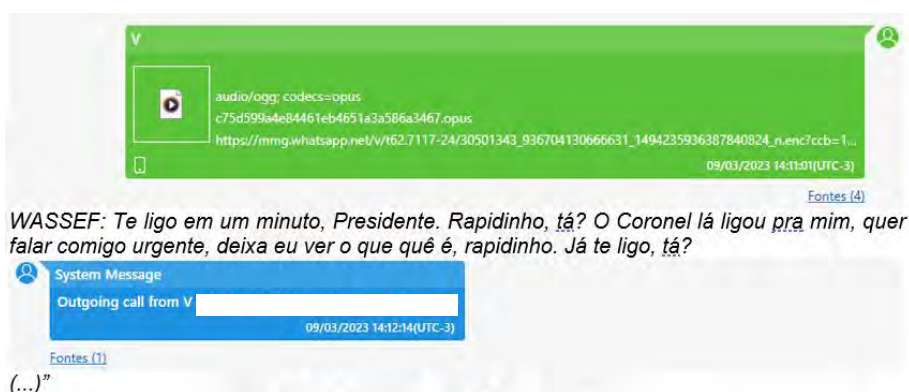 V
audio/ogg; codecs=opus
c75d599a4e84461eb4651a3a586a3467.opus
https://mmg.whatsapp.net/v/t62.7117-24/30501343_936704130666631_1494235936387840824_n.enc?ccb=1...
09/03/2023 14:11:01(UTC-3)
Fontes (4)
WASSEF: Te ligo em um minuto, Presidente. Rapidinho, tá? O Coronel lá ligou pra mim, quer
falar comigo urgente, deixa eu ver o que quê é, rapidinho. Já te ligo, tá?
System Message
Outgoing call from V
09/03/2023 14:12:14(UTC-3)
Fontes (1)
(...)”